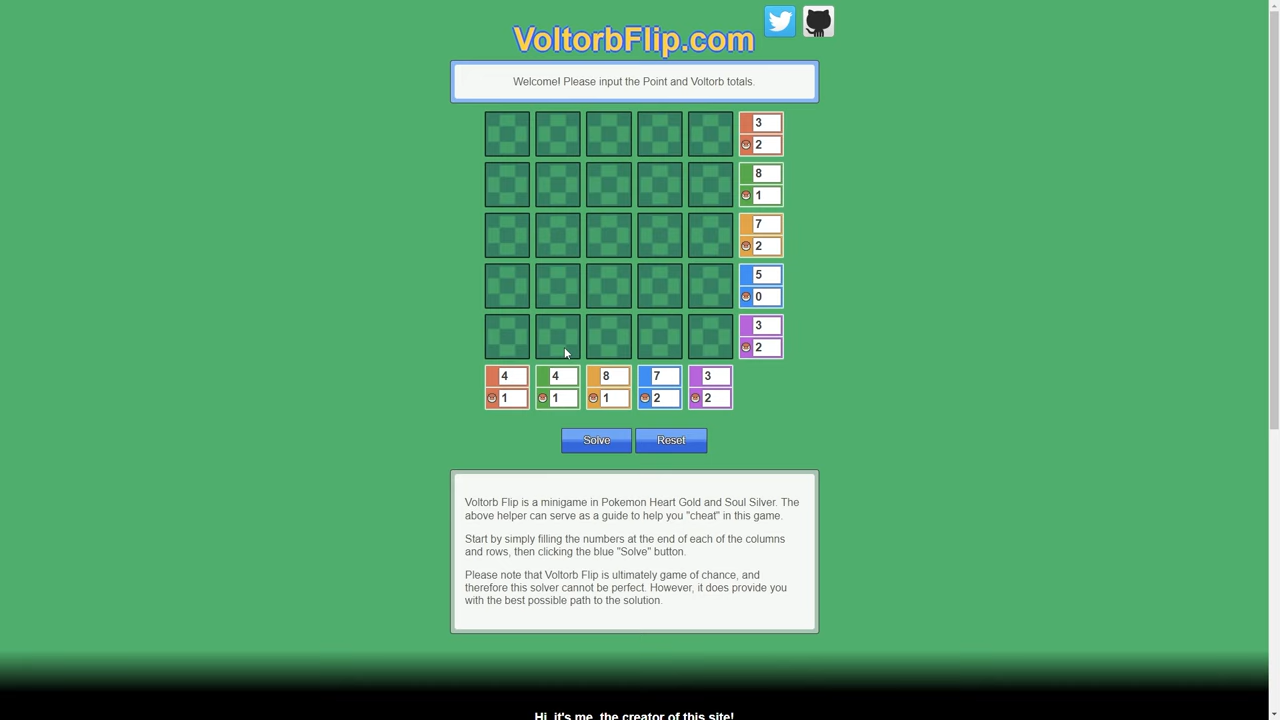 VoltorbFlip.com
Welcome! Please input the Point and Voltorb totals.
3
2
8
1
7
2
5
0
3
2
4 4 8 7 3
1 1 1 2 2
Solve Reset
Voltorb Flip is a minigame in Pokemon Heart Gold and Soul Silver. The
above helper can serve as a guide to help you "cheat" in this game.
Start by simply filling the numbers at the end of each of the columns
and rows, then clicking the blue "Solve" button.
Please note that Voltorb Flip is ultimately game of chance, and
therefore this solver cannot be perfect. However, it does provide you
with the best possible path to the solution.
Hi, it's me, the creator of this site!